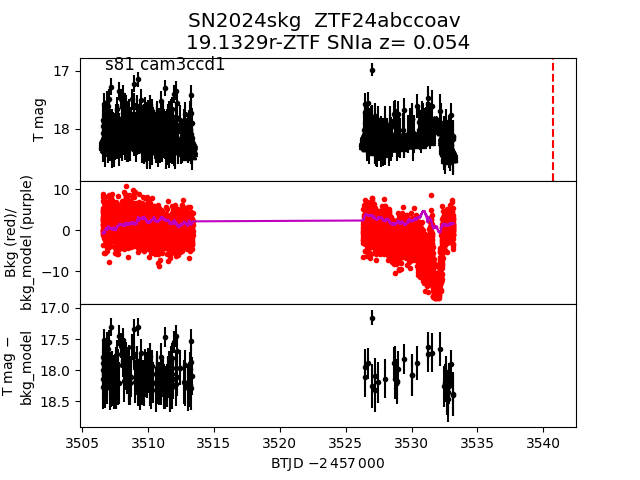 SN2024skg  ZTF24abccoav
19.1329r-ZTF SNIa z= 0.054
s81 cam3ccd1
17
18
T mag
10
0
−10
Bkg (red)/
bkg_model (purple)
17.0
17.5
18.0
18.5
T mag −
bkg_model
3505 3510 3515 3520 3525 3530 3535 3540
BTJD −2 457 000